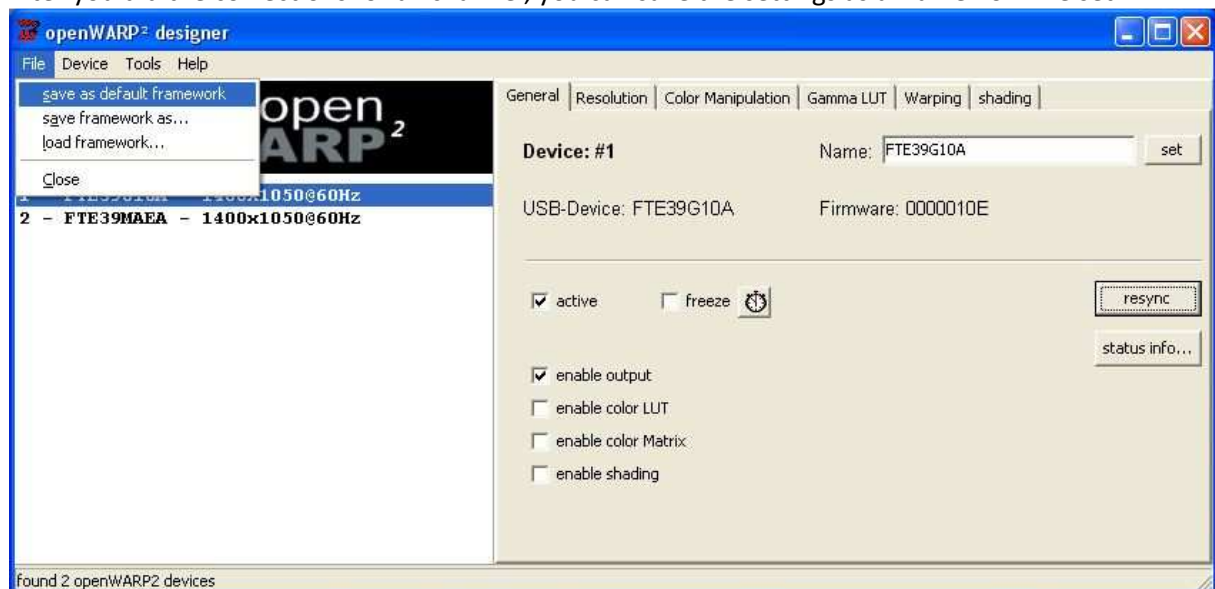 openWARP² designer
File Device Tools Help
save as default framework
save framework as...
load framework...
Close
open
ARP²
1050@60Hz
2 - FTE39MAEA - 1400x1050@60Hz
General Resolution Color Manipulation Gamma LUT Warping shading
Device: #1 Name: FTE39G10A set
USB-Device: FTE39G10A Firmware: 0000010E
active freeze resync
status info...
enable output
enable color LUT
enable color Matrix
enable shading
found 2 openWARP2 devices